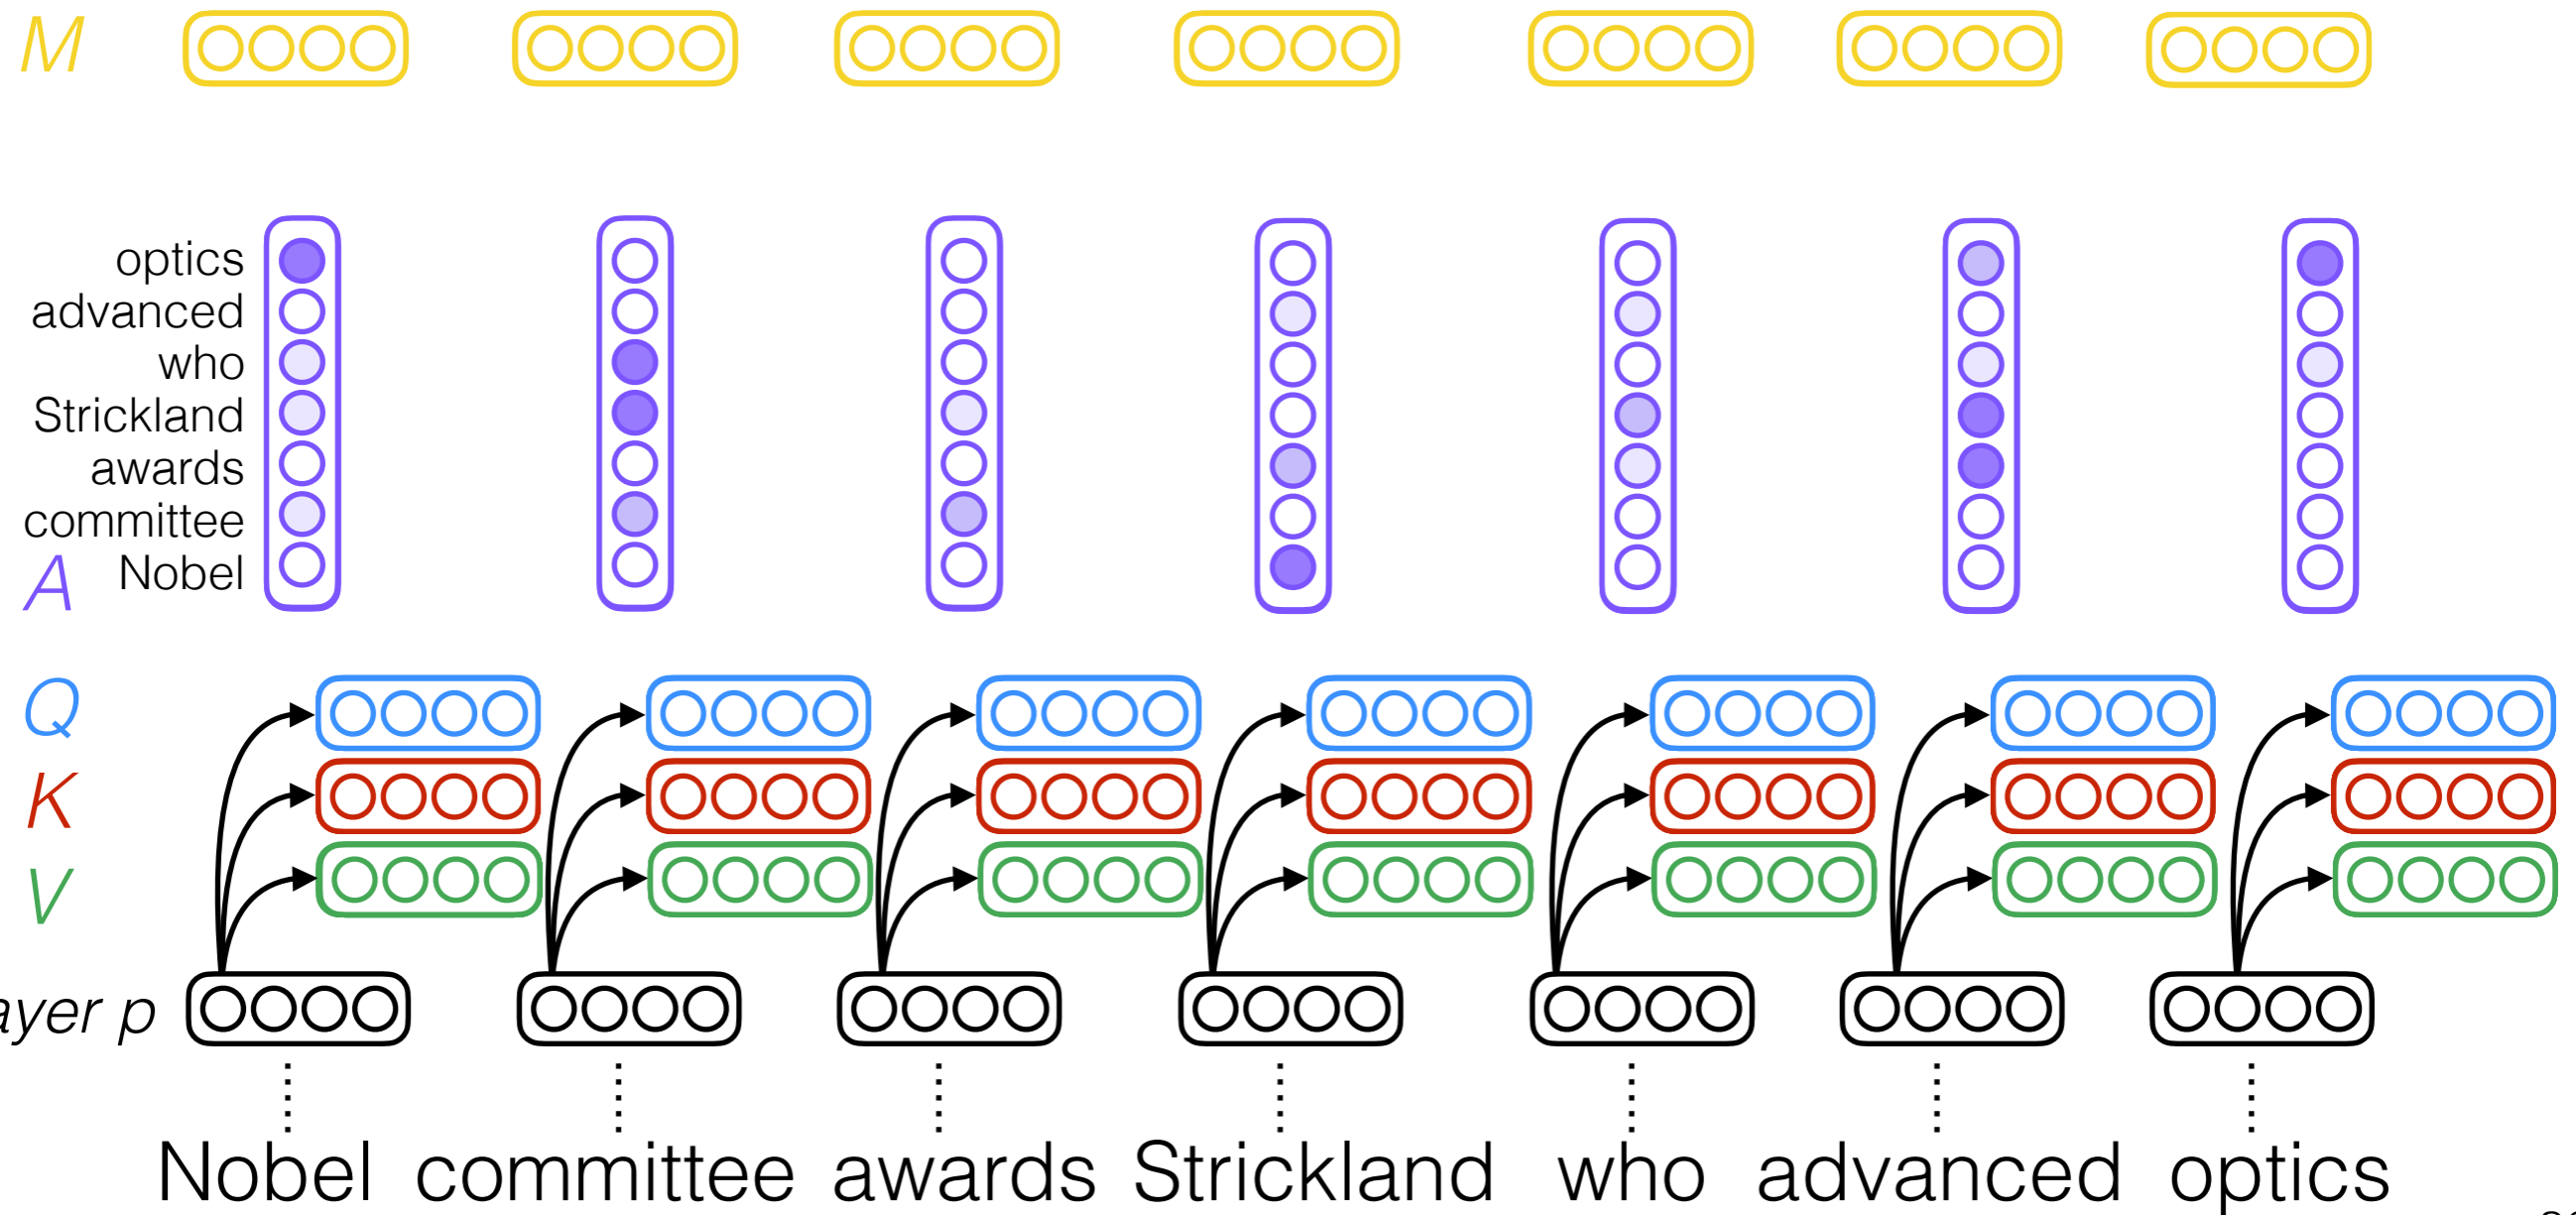 M
optics
advanced
who
Strickland
awards
committee
A Nobel
Q
K
V
ayer p
Nobel committee awards Strickland who advanced optics